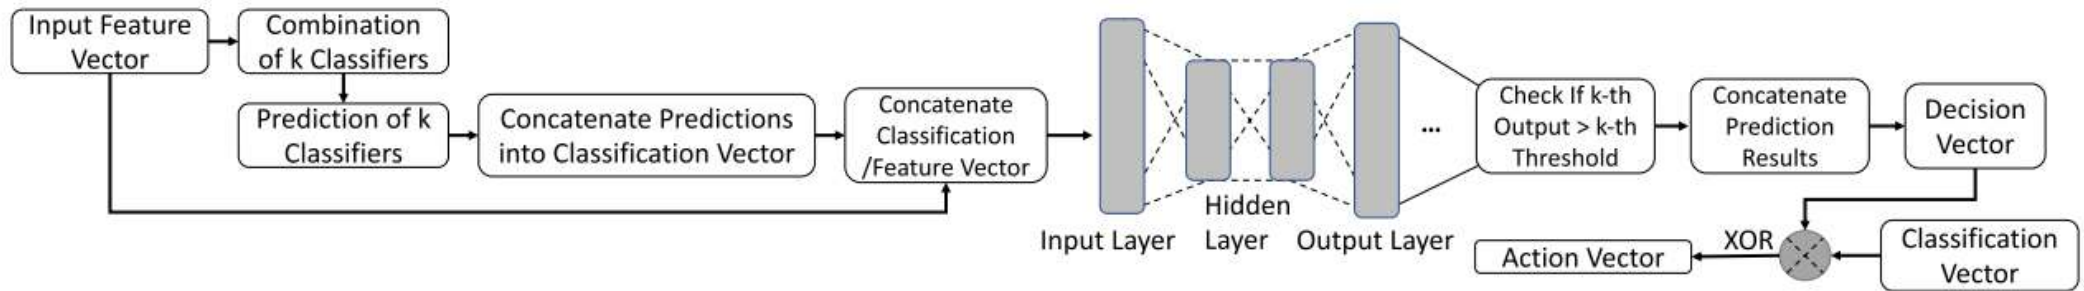 Input Feature
Vector
Combination
of k Classifiers
Prediction of k
Classifiers
Concatenate Predictions
into Classification Vector
Concatenate
Classification
/Feature Vector
Input Layer
Hidden
Layer
Output Layer
...
Check If k-th
Output > k-th
Threshold
Concatenate
Prediction
Results
Decision
Vector
XOR
Classification
Vector
Action Vector